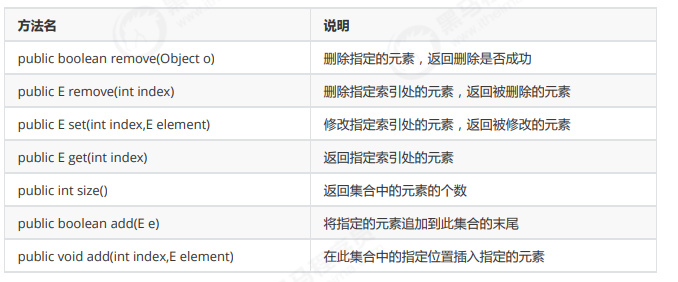 方法名 说明
public boolean remove(Object o) 删除指定的元素，返回删除是否成功
public E remove(int index) 删除指定索引处的元素，返回被删除的元素
public E set(int index,E element) 修改指定索引处的元素，返回被修改的元素
public E get(int index) 返回指定索引处的元素
public int size() 返回集合中的元素的个数
public boolean add(E e) 将指定的元素追加到此集合的末尾
public void add(int index,E element) 在此集合中的指定位置插入指定的元素